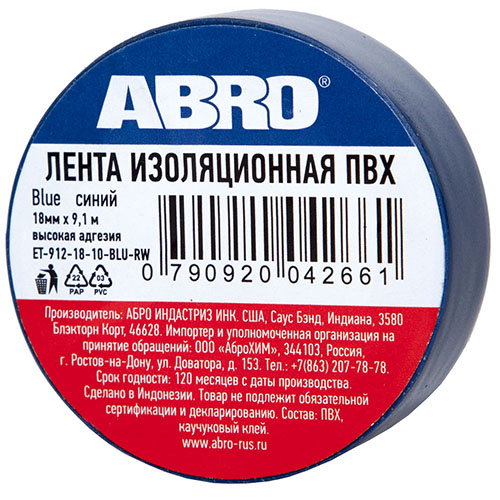 ABRO®
ЛЕНТА ИЗОЛЯЦИОННАЯ ПВХ
Blue синий
18мм x 9,1 м
высокая адгезия
ET-912-18-10-BLU-RW
0 790920 042661
22 PAP
03 PVC
Производитель: АБРО ИНДАСТРИЗ ИНК. США, Саус Бэнд, Индиана, 3580
Блэкторн Корт, 46628. Импортер и уполномоченная организация на
принятие обращений: ООО «АброХИМ», 344103, Россия,
г. Ростов-на-Дону, ул. Доватора, д. 153. Тел.: +7(863) 207-78-78.
Срок годности: 120 месяцев с даты производства.
Сделано в Индонезии. Товар не подлежит обязательной
сертификации и декларированию. Состав: ПВХ,
каучуковый клей.
www.abro-rus.ru